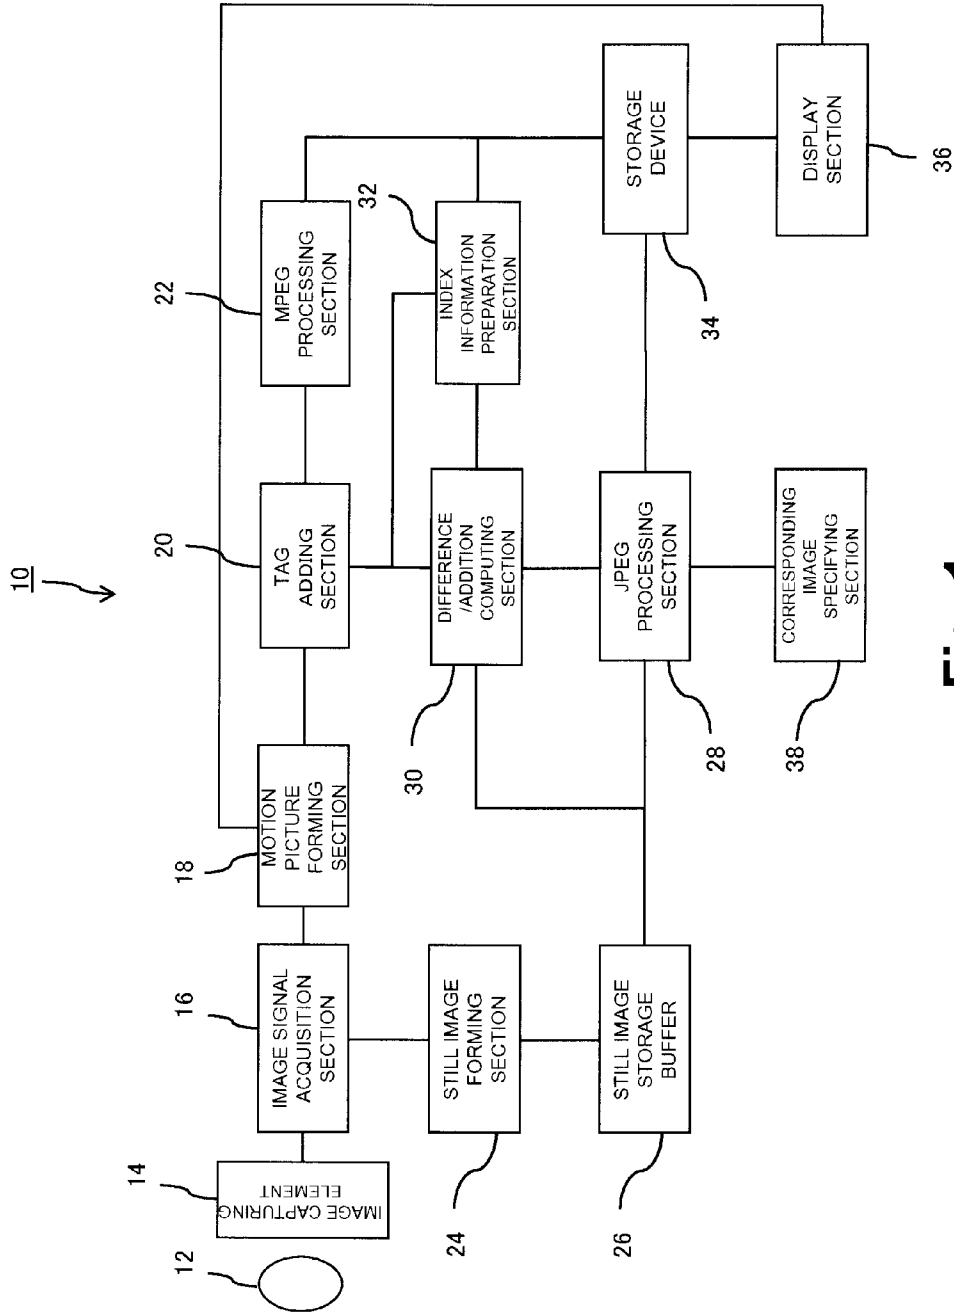 10
12
14
IMAGE CAPTURING
ELEMENT
16
IMAGE SIGNAL
ACQUISITION
SECTION
18
MOTION
PICTURE
FORMING
SECTION
20
TAG
ADDING
SECTION
22
MPEG
PROCESSING
SECTION
24
STILL IMAGE
FORMING
SECTION
30
DIFFERENCE
/ADDITION
COMPUTING
SECTION
32
INDEX
INFORMATION
PREPARATION
SECTION
26
STILL IMAGE
STORAGE
BUFFER
28
JPEG
PROCESSING
SECTION
34
STORAGE
DEVICE
38
CORRESPONDING
IMAGE
SPECIFYING
SECTION
36
DISPLAY
SECTION